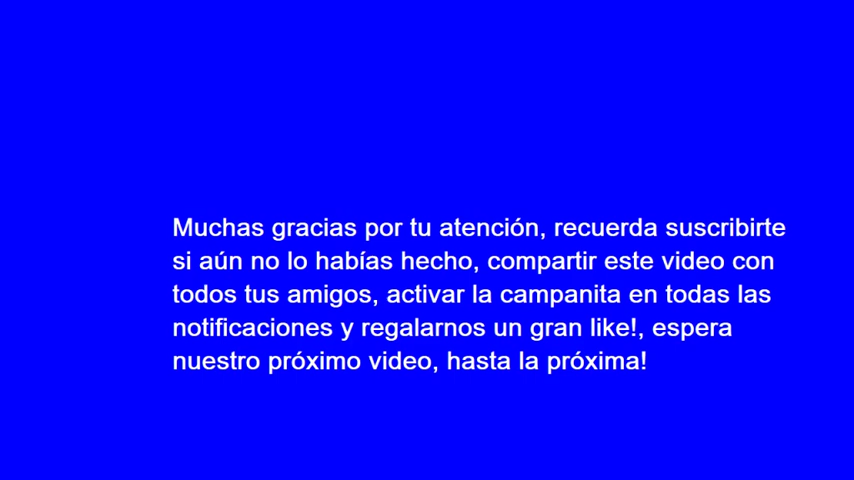 Muchas gracias por tu atención, recuerda suscribirte
si aún no lo habías hecho, compartir este video con
todos tus amigos, activar la campanita en todas las
notificaciones y regalarnos un gran like!, espera
nuestro próximo video, hasta la próxima!